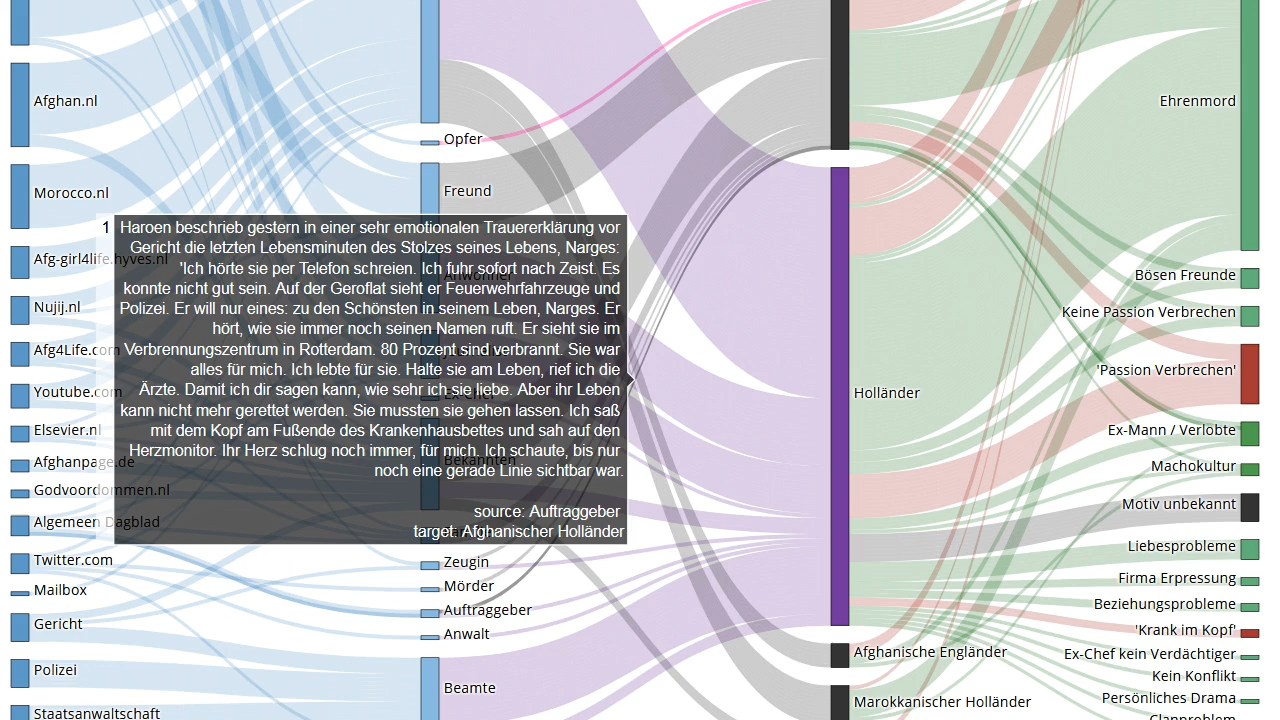 Afghan.nl
Morocco.nl
Afg-girl4life.hyves.nl
Nujij.nl
Afg4Life.com
Youtube.com
Elsevier.nl
Afghanpage.de
Godvoordommen.nl
Algemeen Dagblad
Twitter.com
Mailbox
Gericht
Polizei
Staatsanwaltschaft
Opfer
Freund
Anwohner
Ex-Chef
Bekannten
1 Haroen beschrieb gestern in einer sehr emotionalen Trauererklärung vor
Gericht die letzten Lebensminuten des Stolzes seines Lebens, Narges:
'Ich hörte sie per Telefon schreien. Ich fuhr sofort nach Zeist. Es
konnte nicht gut sein. Auf der Geroflat sieht er Feuerwehrfahrzeuge und
Polizei. Er will nur eines: zu den Schönsten in seinem Leben, Narges. Er
hört, wie sie immer noch seinen Namen ruft. Er sieht sie im
Verbrennungszentrum in Rotterdam. 80 Prozent sind verbrannt. Sie war
alles für mich. Ich lebte für sie. Halte sie am Leben, rief ich die
Ärzte. Damit ich dir sagen kann, wie sehr ich sie liebe. Aber ihr Leben
kann nicht mehr gerettet werden. Sie mussten sie gehen lassen. Ich saß
mit dem Kopf am Fußende des Krankenhausbettes und sah auf den
Herzmonitor. Ihr Herz schlug noch immer, für mich. Ich schaute, bis nur
noch eine gerade Linie sichtbar war.
source: Auftraggeber
target: Afghanischer Holländer
Zeugin
Mörder
Auftraggeber
Anwalt
Beamte
Holländer
Afghanische Engländer
Marokkanischer Holländer
Ehrenmord
Bösen Freunde
Keine Passion Verbrechen
'Passion Verbrechen'
Ex-Mann / Verlobte
Machokultur
Motiv unbekannt
Liebesprobleme
Firma Erpressung
Beziehungsprobleme
'Krank im Kopf'
Ex-Chef kein Verdächtiger
Kein Konflikt
Persönliches Drama
Clanproblem